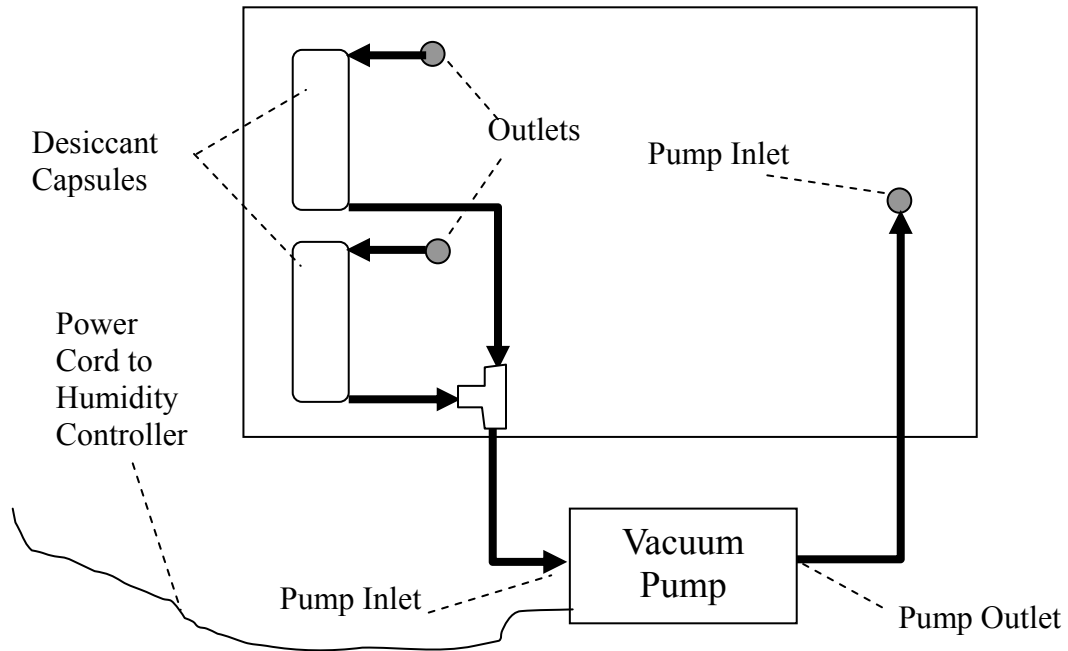 Desiccant
Capsules
Outlets
Pump Inlet
Power
Cord to
Humidity
Controller
Vacuum
Pump
Pump Inlet
Pump Outlet